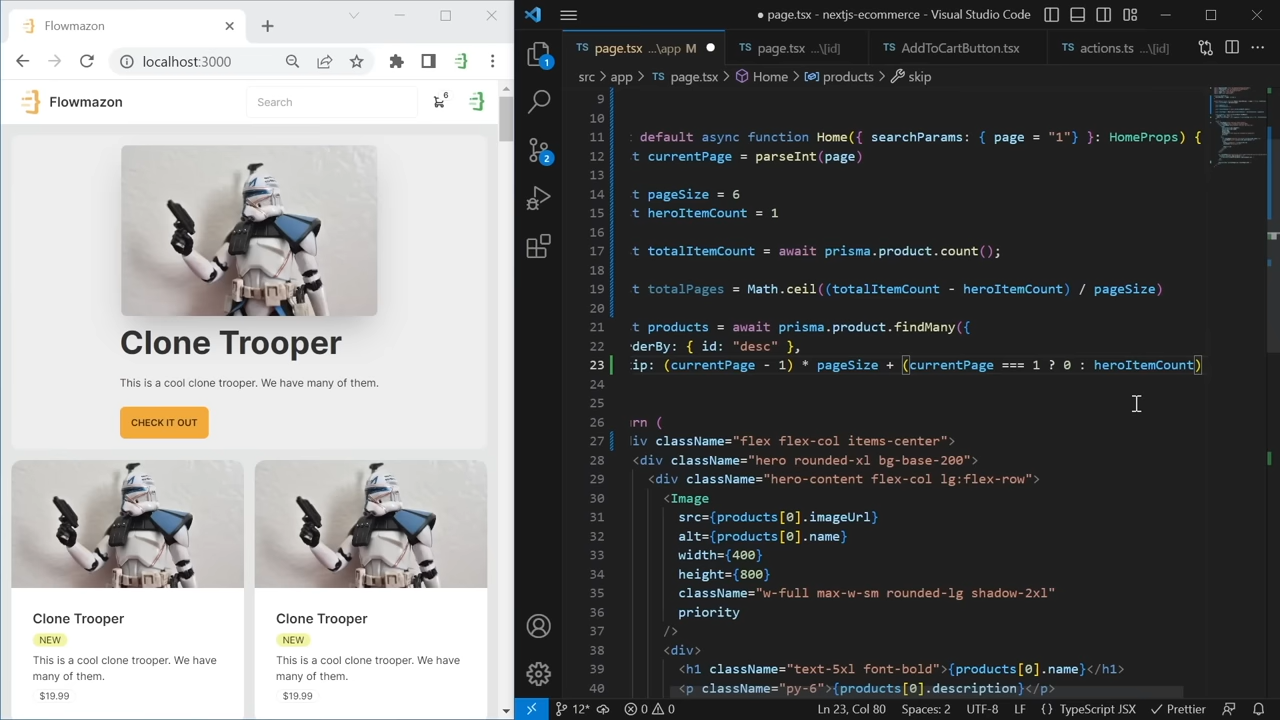 Flowmazon
localhost:3000
Flowmazon
Search
6
Clone Trooper
This is a cool clone trooper. We have many of them.
CHECK IT OUT
Clone Trooper
NEW
This is a cool clone trooper. We have
many of them.
$19.99
Clone Trooper
NEW
This is a cool clone trooper. We have
many of them.
$19.99
● page.tsx - nextjs-ecommerce - Visual Studio Code
TS page.tsx ...\app M ●
TS page.tsx ...\[id]
TS AddToCartButton.tsx
TS actions.ts ...\[id]
src > app > TS page.tsx > Home > products > skip
1
2
9
10
11 default async function Home({ searchParams: { page = "1"} }: HomeProps) {
12 t currentPage = parseInt(page)
13
14 t pageSize = 6
15 t heroItemCount = 1
16
17 t totalItemCount = await prisma.product.count();
18
19 t totalPages = Math.ceil((totalItemCount - heroItemCount) / pageSize)
20
21 t products = await prisma.product.findMany({
22 derBy: { id: "desc" },
23 ip: (currentPage - 1) * pageSize + (currentPage === 1 ? 0 : heroItemCount)
24
25
26 urn (
27 div className="flex flex-col items-center">
28 <div className="hero rounded-xl bg-base-200">
29 <div className="hero-content flex-col lg:flex-row">
30 <Image
31 src={products[0].imageUrl}
32 alt={products[0].name}
33 width={400}
34 height={800}
35 className="w-full max-w-sm rounded-lg shadow-2xl"
36 priority
37 />
38 <div>
39 <h1 className="text-5xl font-bold">{products[0].name}</h1>
40 <p className="py-6">{products[0].description}</p>
12* 0 0 Ln 23, Col 80 Spaces: 2 UTF-8 LF {} TypeScript JSX Prettier